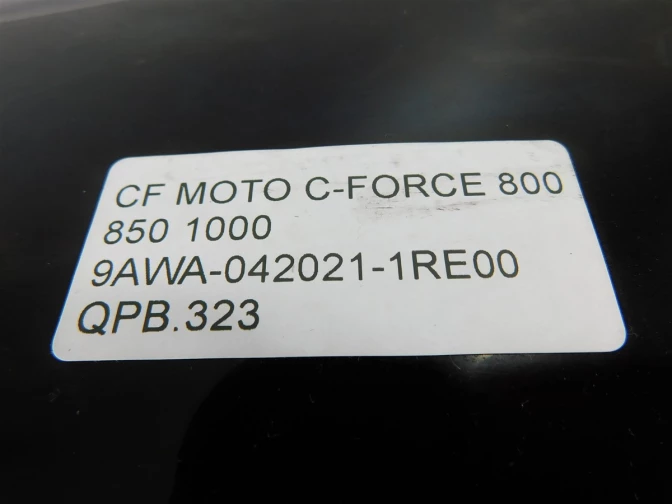 CF MOTO C-FORCE 800
850 1000
9AWA-042021-1RE00
QPB.323